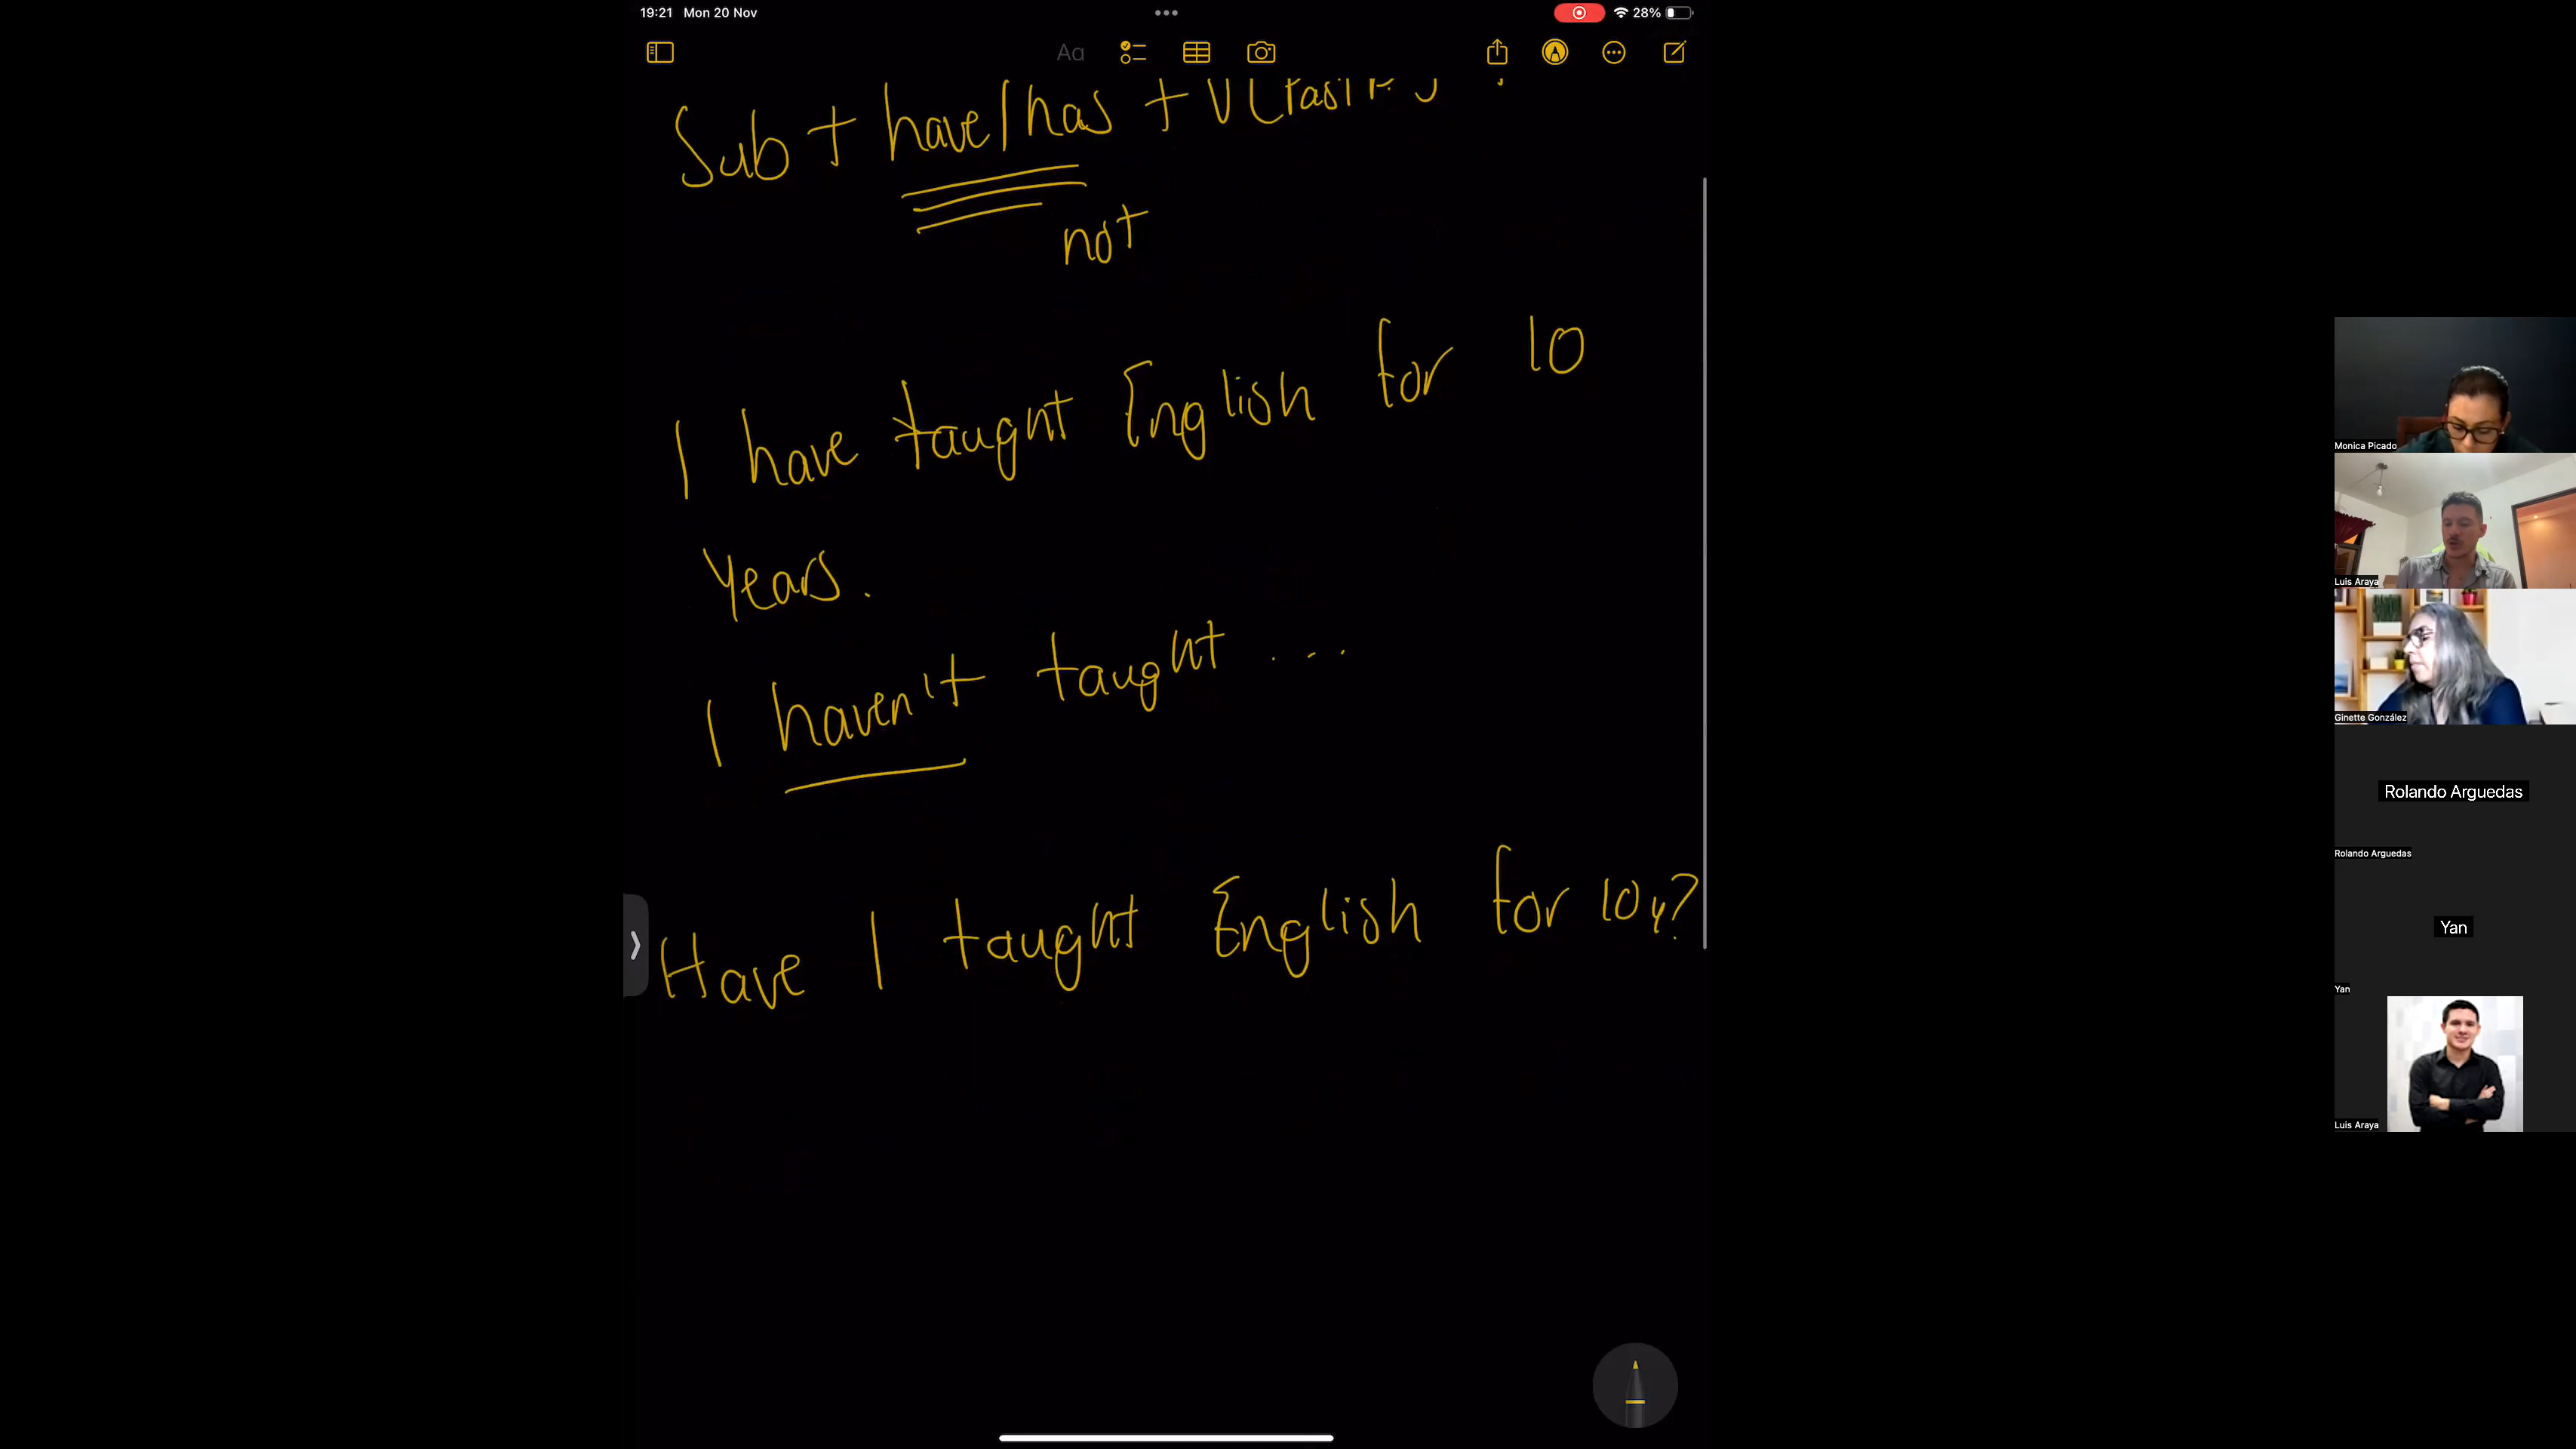 19:21 Mon 20 Nov
28%
Aa
Sub + have/has + V
not
I have taught English for 10
years.
I haven't taught ...
Have I taught English for 10y?
Monica Picado
Luis Araya
Ginette González
Rolando Arguedas
Rolando Arguedas
Yan
Yan
Luis Araya